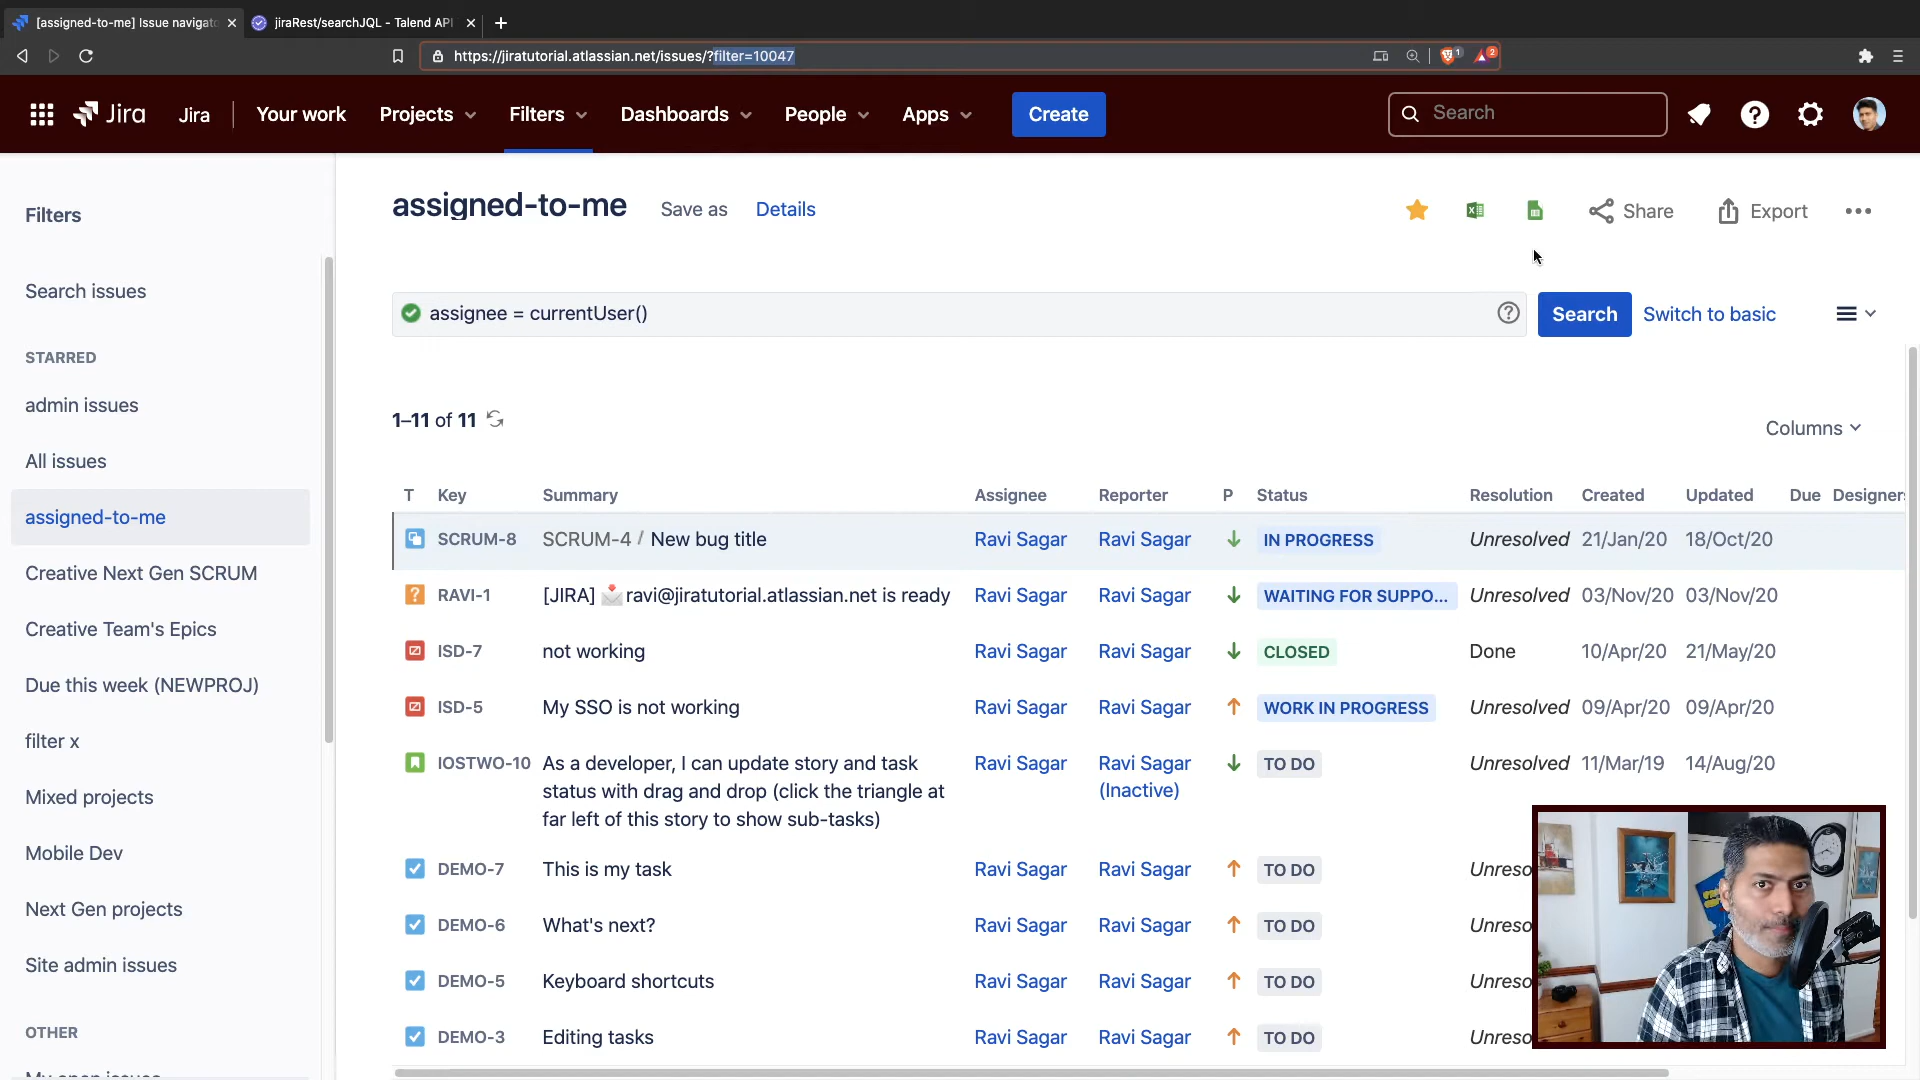 [assigned-to-me] Issue navigato
jiraRest/searchJQL - Talend API
https://jiratutorial.atlassian.net/issues/?filter=10047
1
2
Jira
Jira
Your work
Projects
Filters
Dashboards
People
Apps
Create
Search
Filters
Search issues
STARRED
admin issues
All issues
assigned-to-me
Creative Next Gen SCRUM
Creative Team's Epics
Due this week (NEWPROJ)
filter x
Mixed projects
Mobile Dev
Next Gen projects
Site admin issues
OTHER
My open issues
assigned-to-me
Save as
Details
Share
Export
assignee = currentUser()
Search
Switch to basic
1–11 of 11
Columns
T Key Summary Assignee Reporter P Status Resolution Created Updated Due Designers
SCRUM-8 SCRUM-4 / New bug title Ravi Sagar Ravi Sagar IN PROGRESS Unresolved 21/Jan/20 18/Oct/20
RAVI-1 [JIRA] 📩 ravi@jiratutorial.atlassian.net is ready Ravi Sagar Ravi Sagar WAITING FOR SUPPO... Unresolved 03/Nov/20 03/Nov/20
ISD-7 not working Ravi Sagar Ravi Sagar CLOSED Done 10/Apr/20 21/May/20
ISD-5 My SSO is not working Ravi Sagar Ravi Sagar WORK IN PROGRESS Unresolved 09/Apr/20 09/Apr/20
IOSTWO-10 As a developer, I can update story and task Ravi Sagar Ravi Sagar TO DO Unresolved 11/Mar/19 14/Aug/20
status with drag and drop (click the triangle at (Inactive)
far left of this story to show sub-tasks)
DEMO-7 This is my task Ravi Sagar Ravi Sagar TO DO Unreso
DEMO-6 What's next? Ravi Sagar Ravi Sagar TO DO Unreso
DEMO-5 Keyboard shortcuts Ravi Sagar Ravi Sagar TO DO Unreso
DEMO-3 Editing tasks Ravi Sagar Ravi Sagar TO DO Unreso